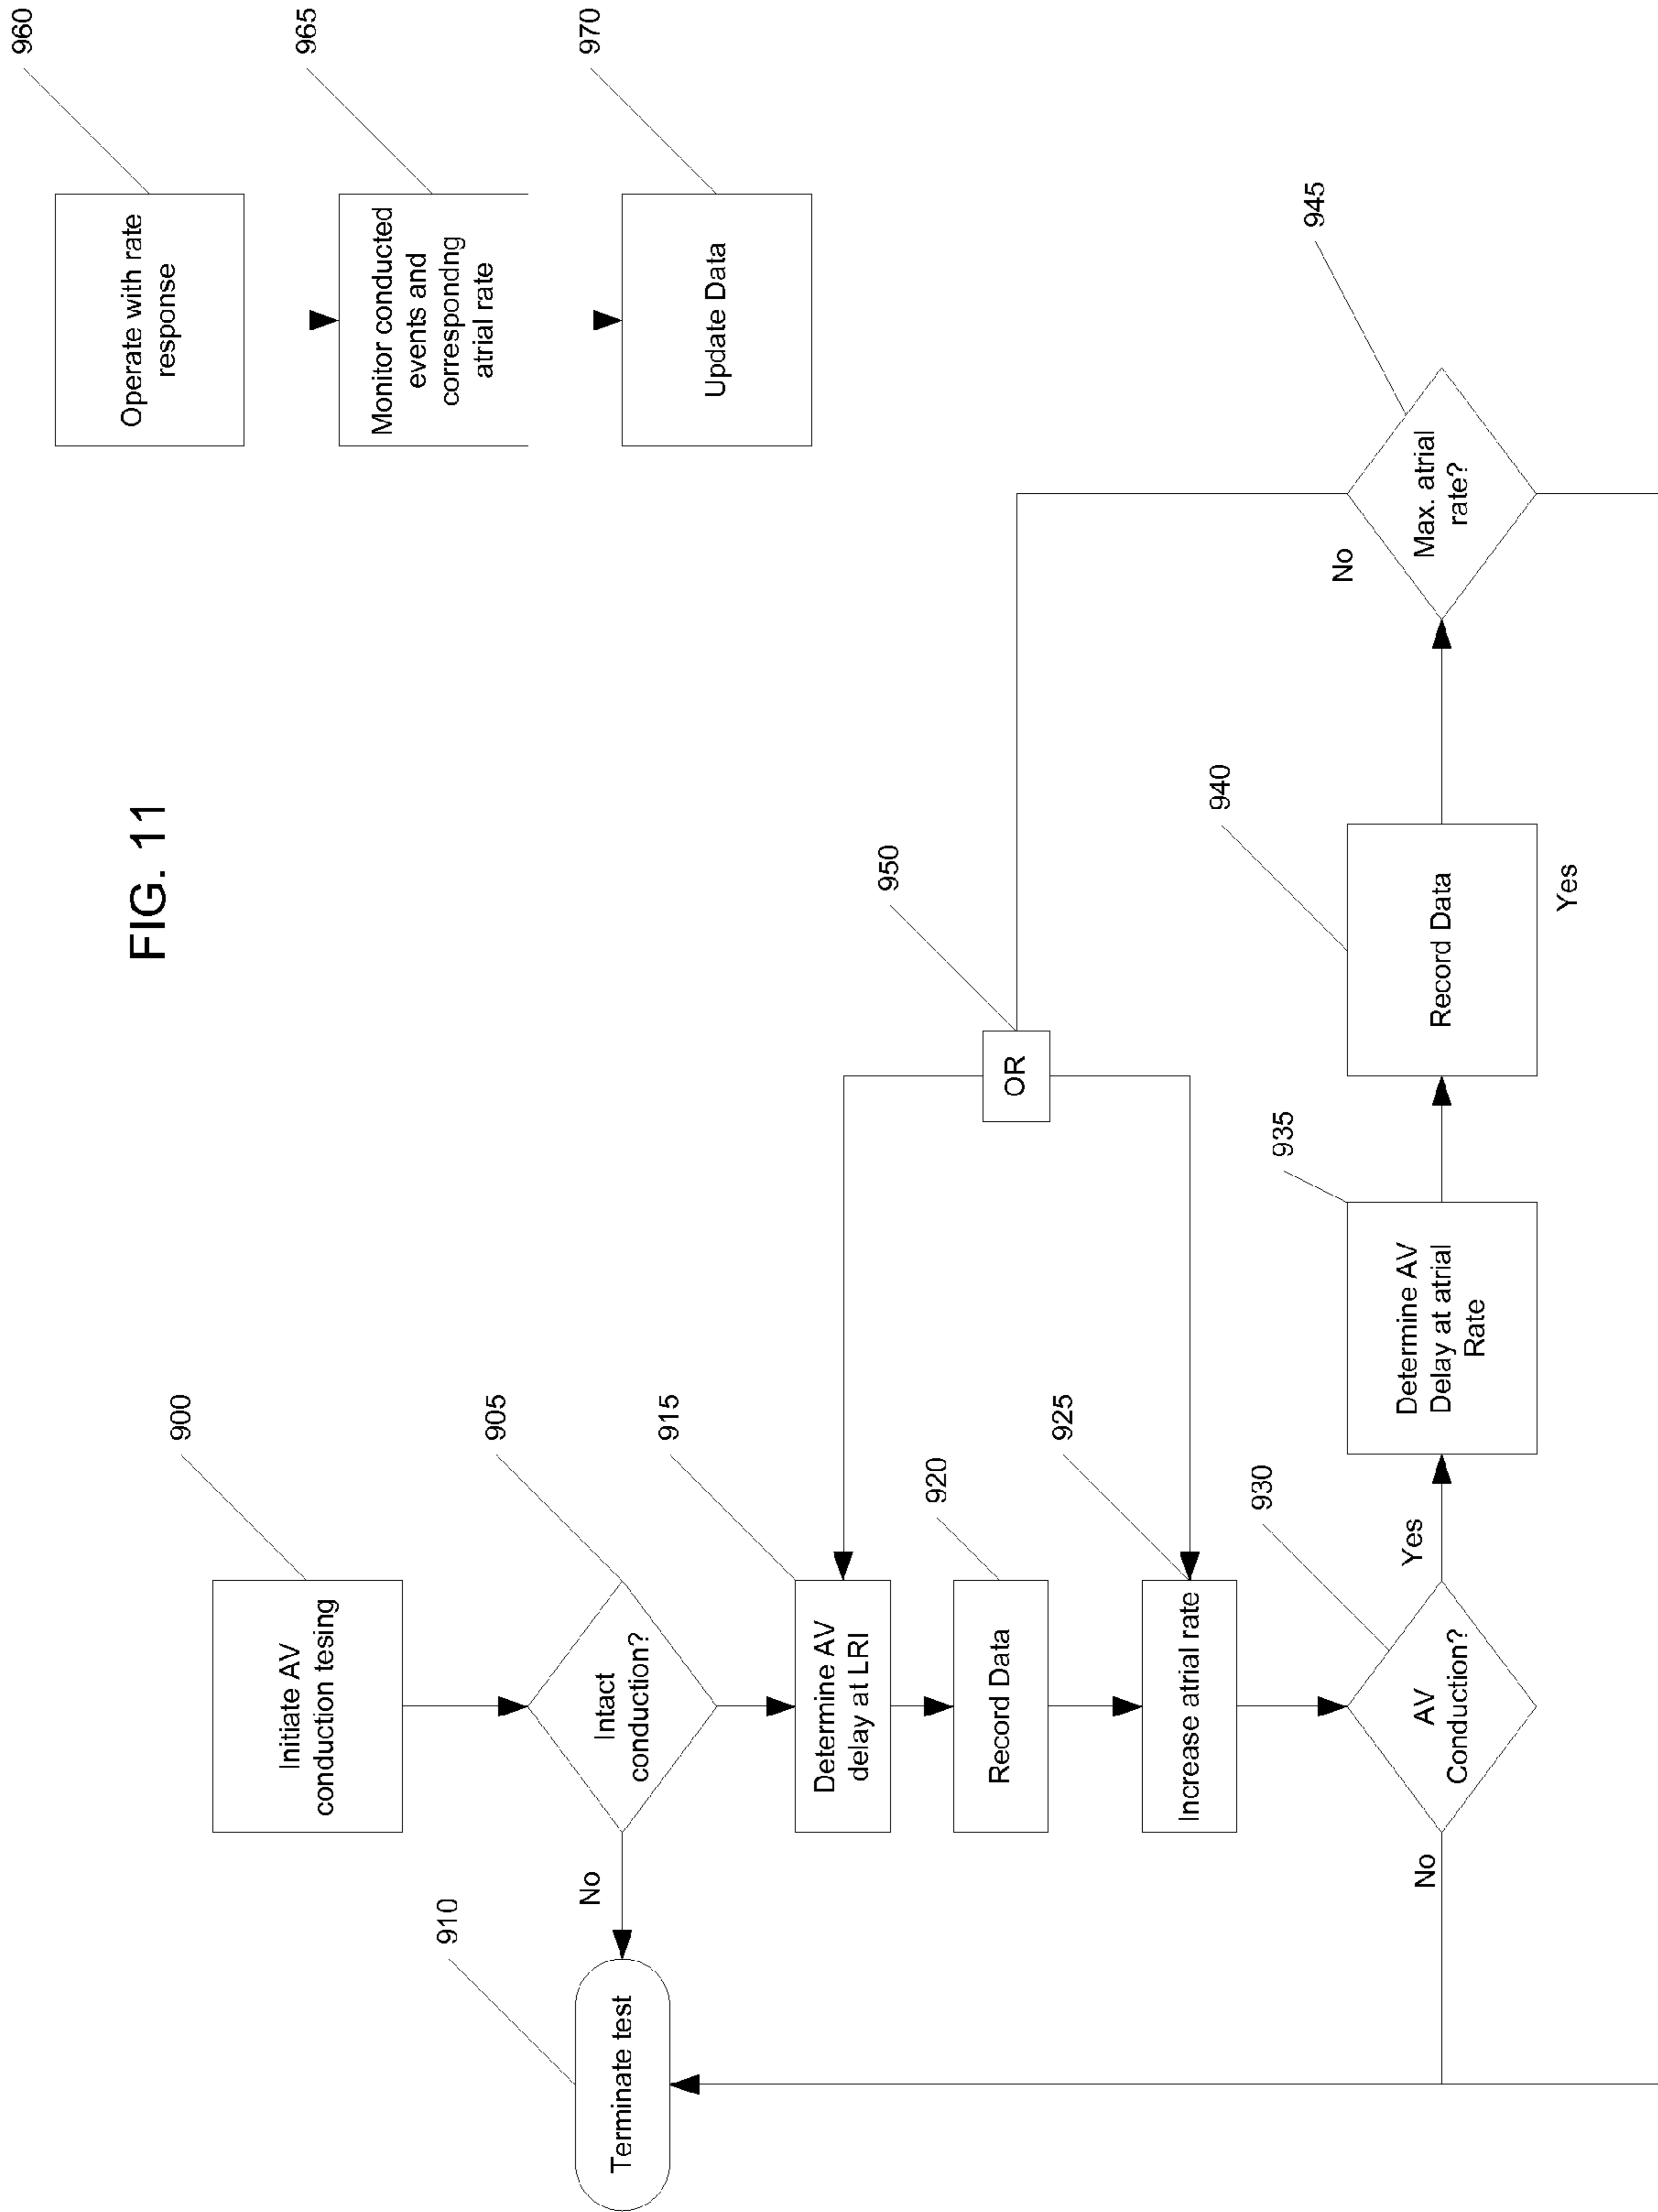 FIG. 11
900
Initiate AV
conduction tesing
905
Intact
conduction?
No
910
Terminate test
915
Determine AV
delay at LRI
920
Record Data
925
Increase atrial rate
930
AV
Conduction?
No
Yes
935
Determine AV
Delay at atrial
Rate
940
Record Data
Yes
945
Max. atrial
rate?
No
950
OR
960
Operate with rate
response
965
Monitor conducted
events and
correspondng
atrial rate
970
Update Data